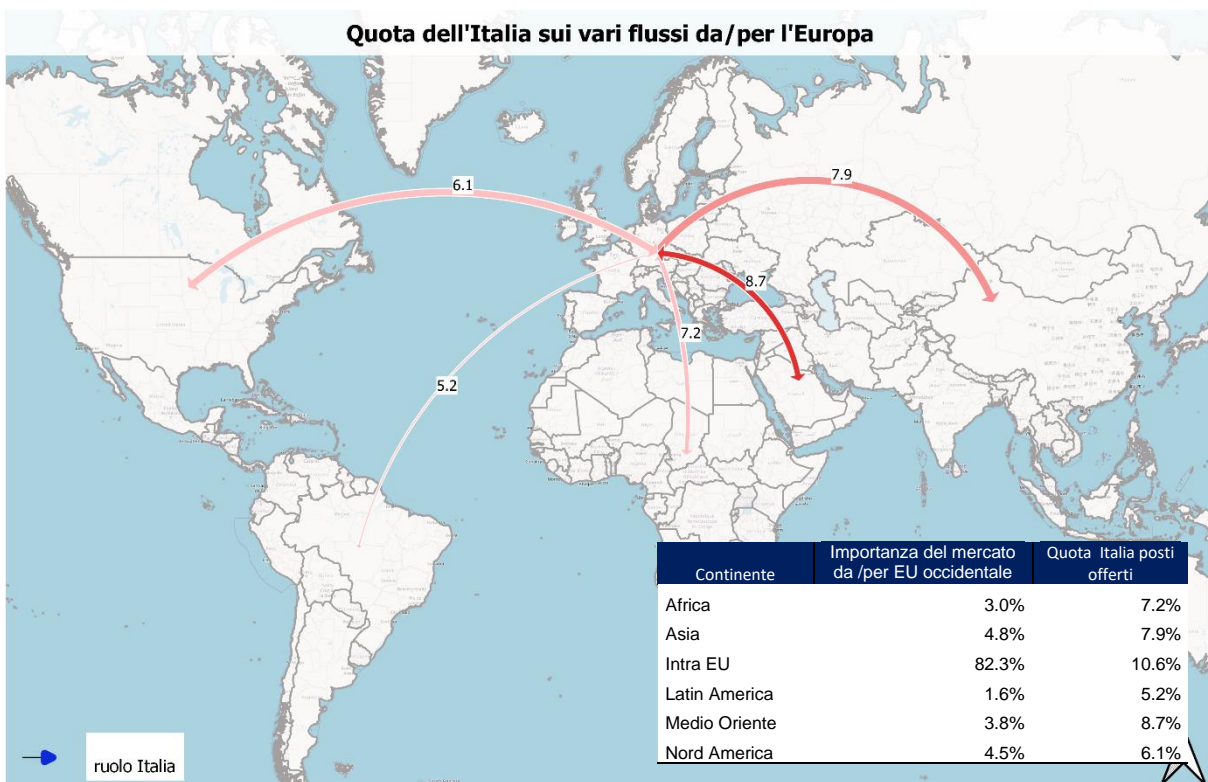 Quota dell'Italia sui vari flussi da/per l'Europa
6.1
7.9
8.7
7.2
5.2
Continente Importanza del mercato da /per EU occidentale Quota Italia posti offerti
Africa 3.0% 7.2%
Asia 4.8% 7.9%
Intra EU 82.3% 10.6%
Latin America 1.6% 5.2%
Medio Oriente 3.8% 8.7%
Nord America 4.5% 6.1%
ruolo Italia